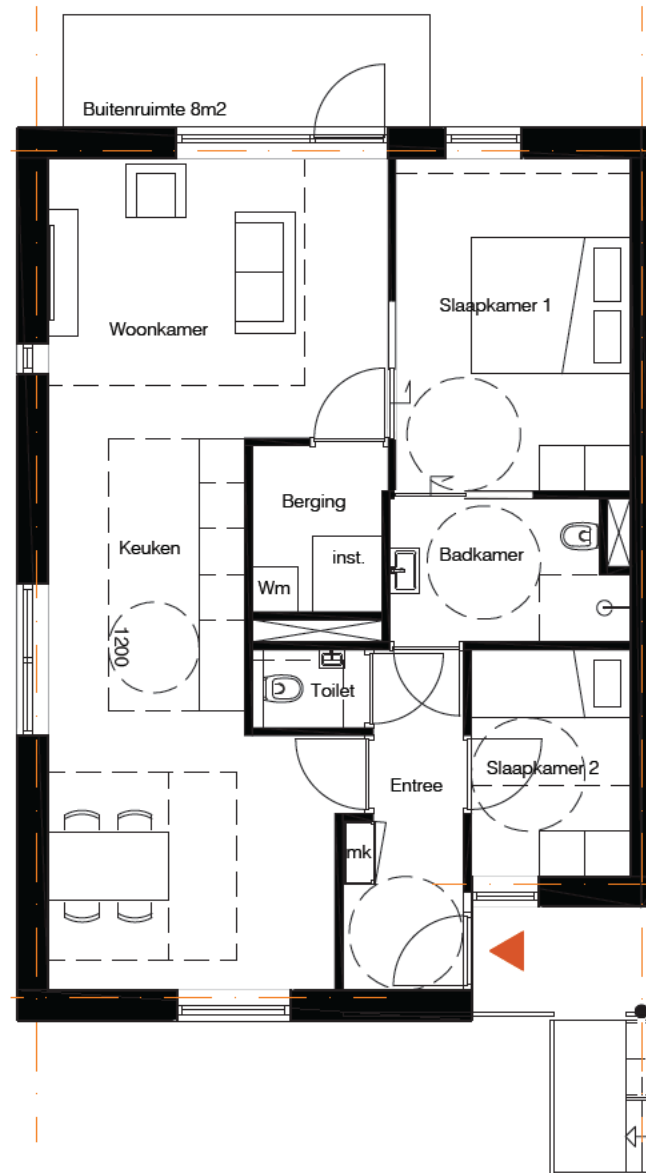 Buitenruimte 8m2
Woonkamer
Slaapkamer 1
Berging
Keuken
inst.
Badkamer
Wm
1200
Toilet
Slaapkamer 2
Entree
mk